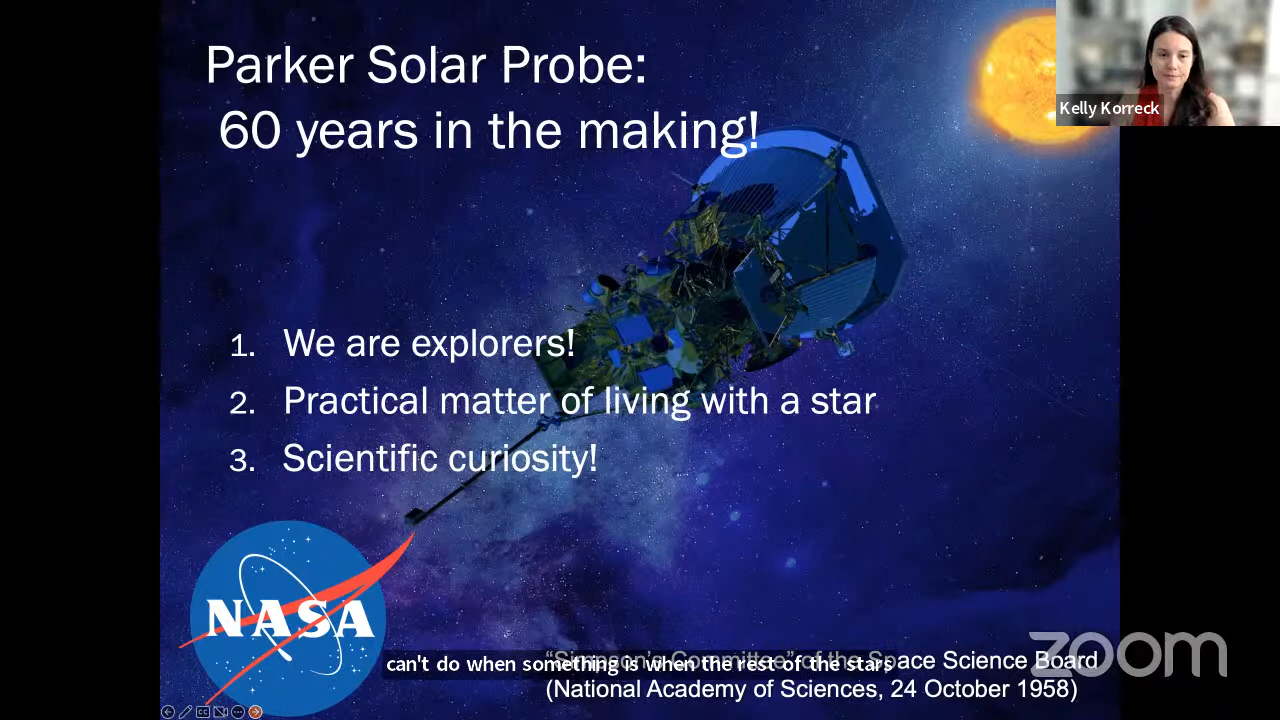 Parker Solar Probe:
60 years in the making!
Kelly Korreck
1. We are explorers!
2. Practical matter of living with a star
3. Scientific curiosity!
NASA
can't do when something is when the rest of the stars
"Simpson's Committee" of the Space Science Board
(National Academy of Sciences, 24 October 1958)
zoom
CC